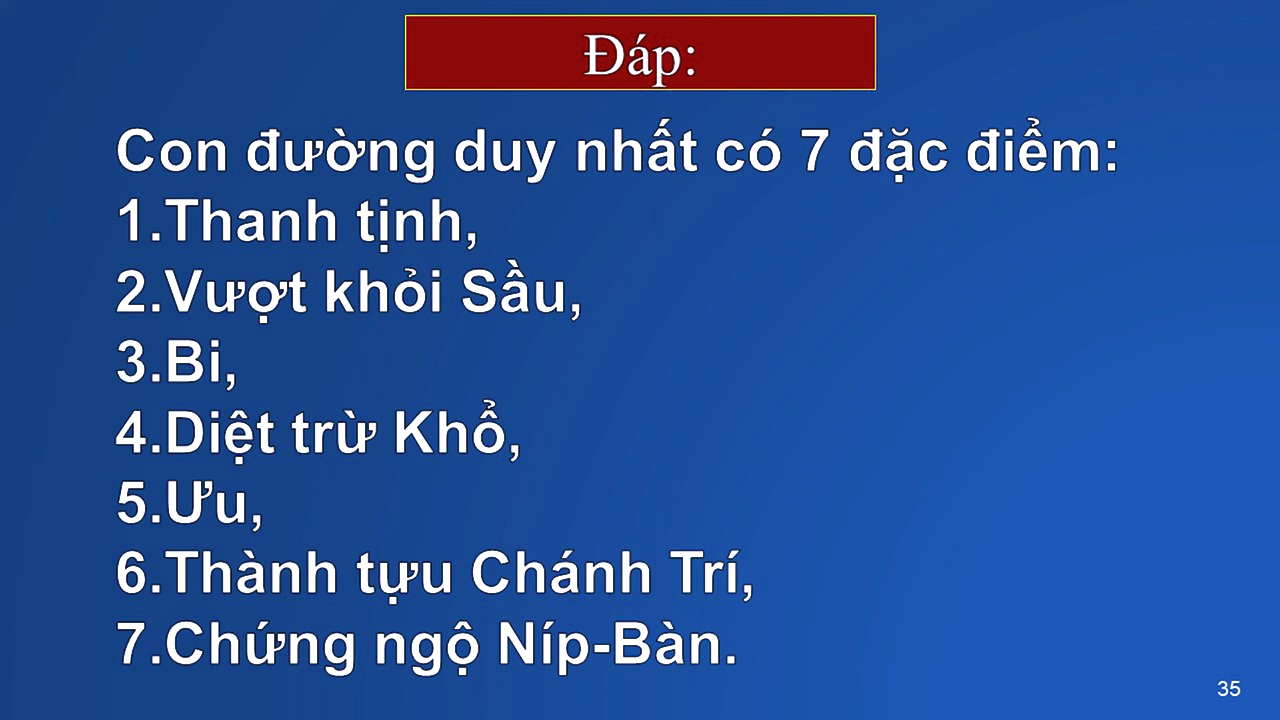 Đáp:
Con đường duy nhất có 7 đặc điểm:
1.Thanh tịnh,
2.Vượt khỏi Sầu,
3.Bi,
4.Diệt trừ Khổ,
5.Ưu,
6.Thành tựu Chánh Trí,
7.Chứng ngộ Níp-Bàn.
35